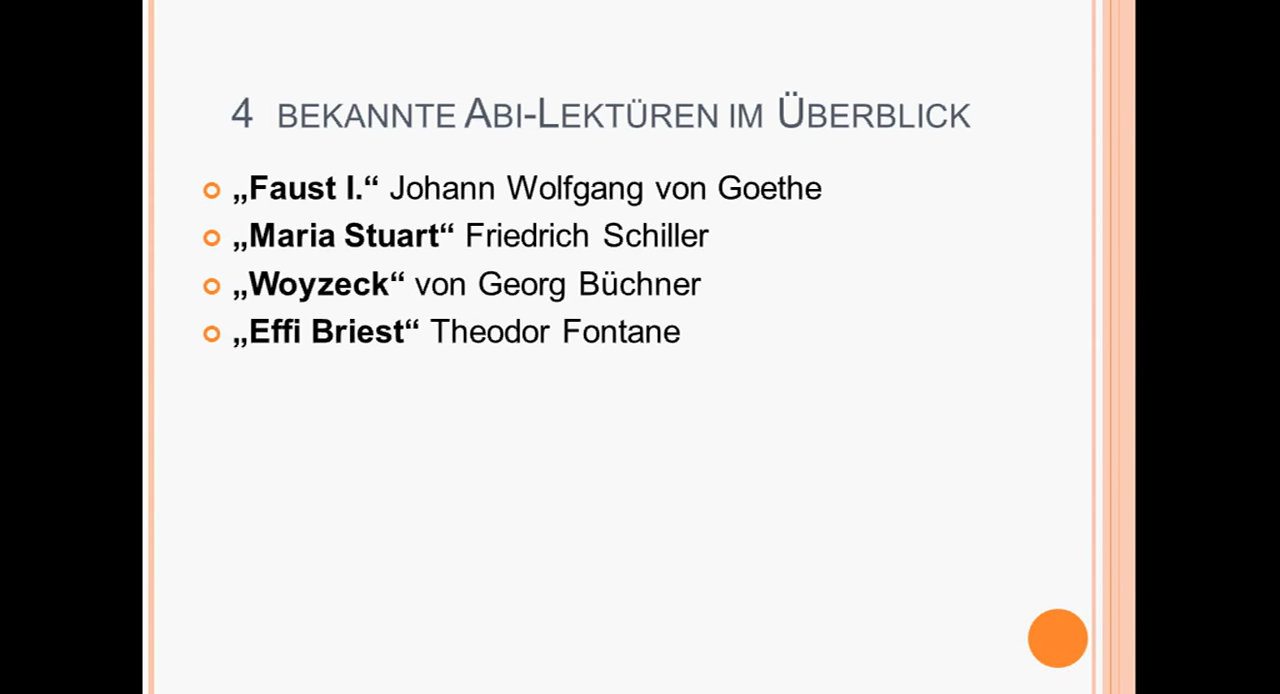 4 BEKANNTE ABI-LEKTÜREN IM ÜBERBLICK
„Faust I.“ Johann Wolfgang von Goethe
„Maria Stuart“ Friedrich Schiller
„Woyzeck“ von Georg Büchner
„Effi Briest“ Theodor Fontane